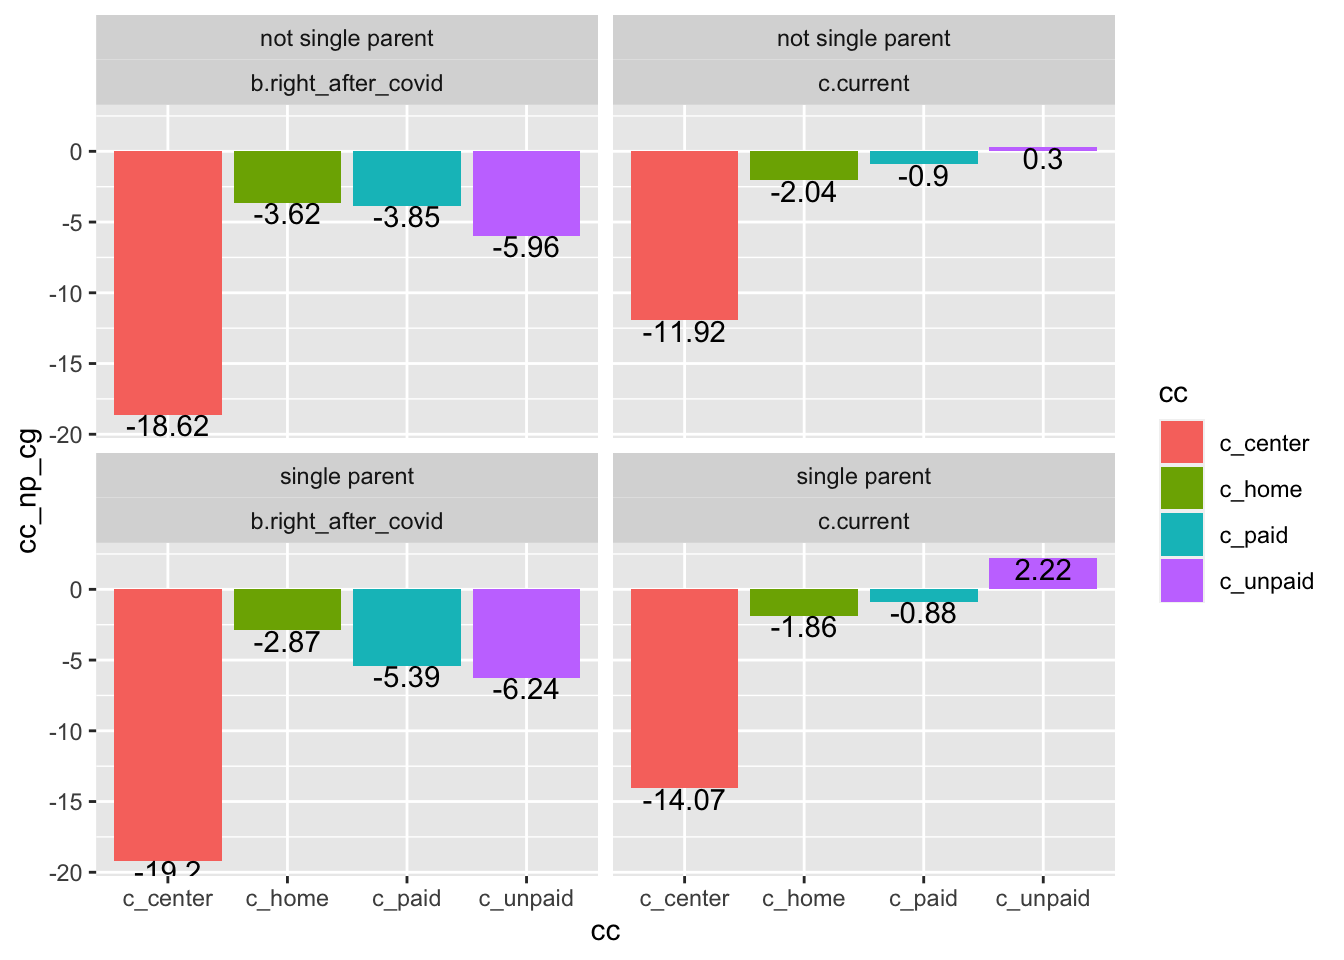 not single parent
not single parent
b.right_after_covid
c.current
0
-5
-10
-15
-20
-18.62
-3.62
-3.85
-5.96
-11.92
-2.04
-0.9
0.3
single parent
single parent
b.right_after_covid
c.current
0
-5
-10
-15
-20
-19.2
-2.87
-5.39
-6.24
-14.07
-1.86
-0.88
2.22
c_center
c_home
c_paid
c_unpaid
c_center
c_home
c_paid
c_unpaid
cc
cc_np_cg
cc
c_center
c_home
c_paid
c_unpaid